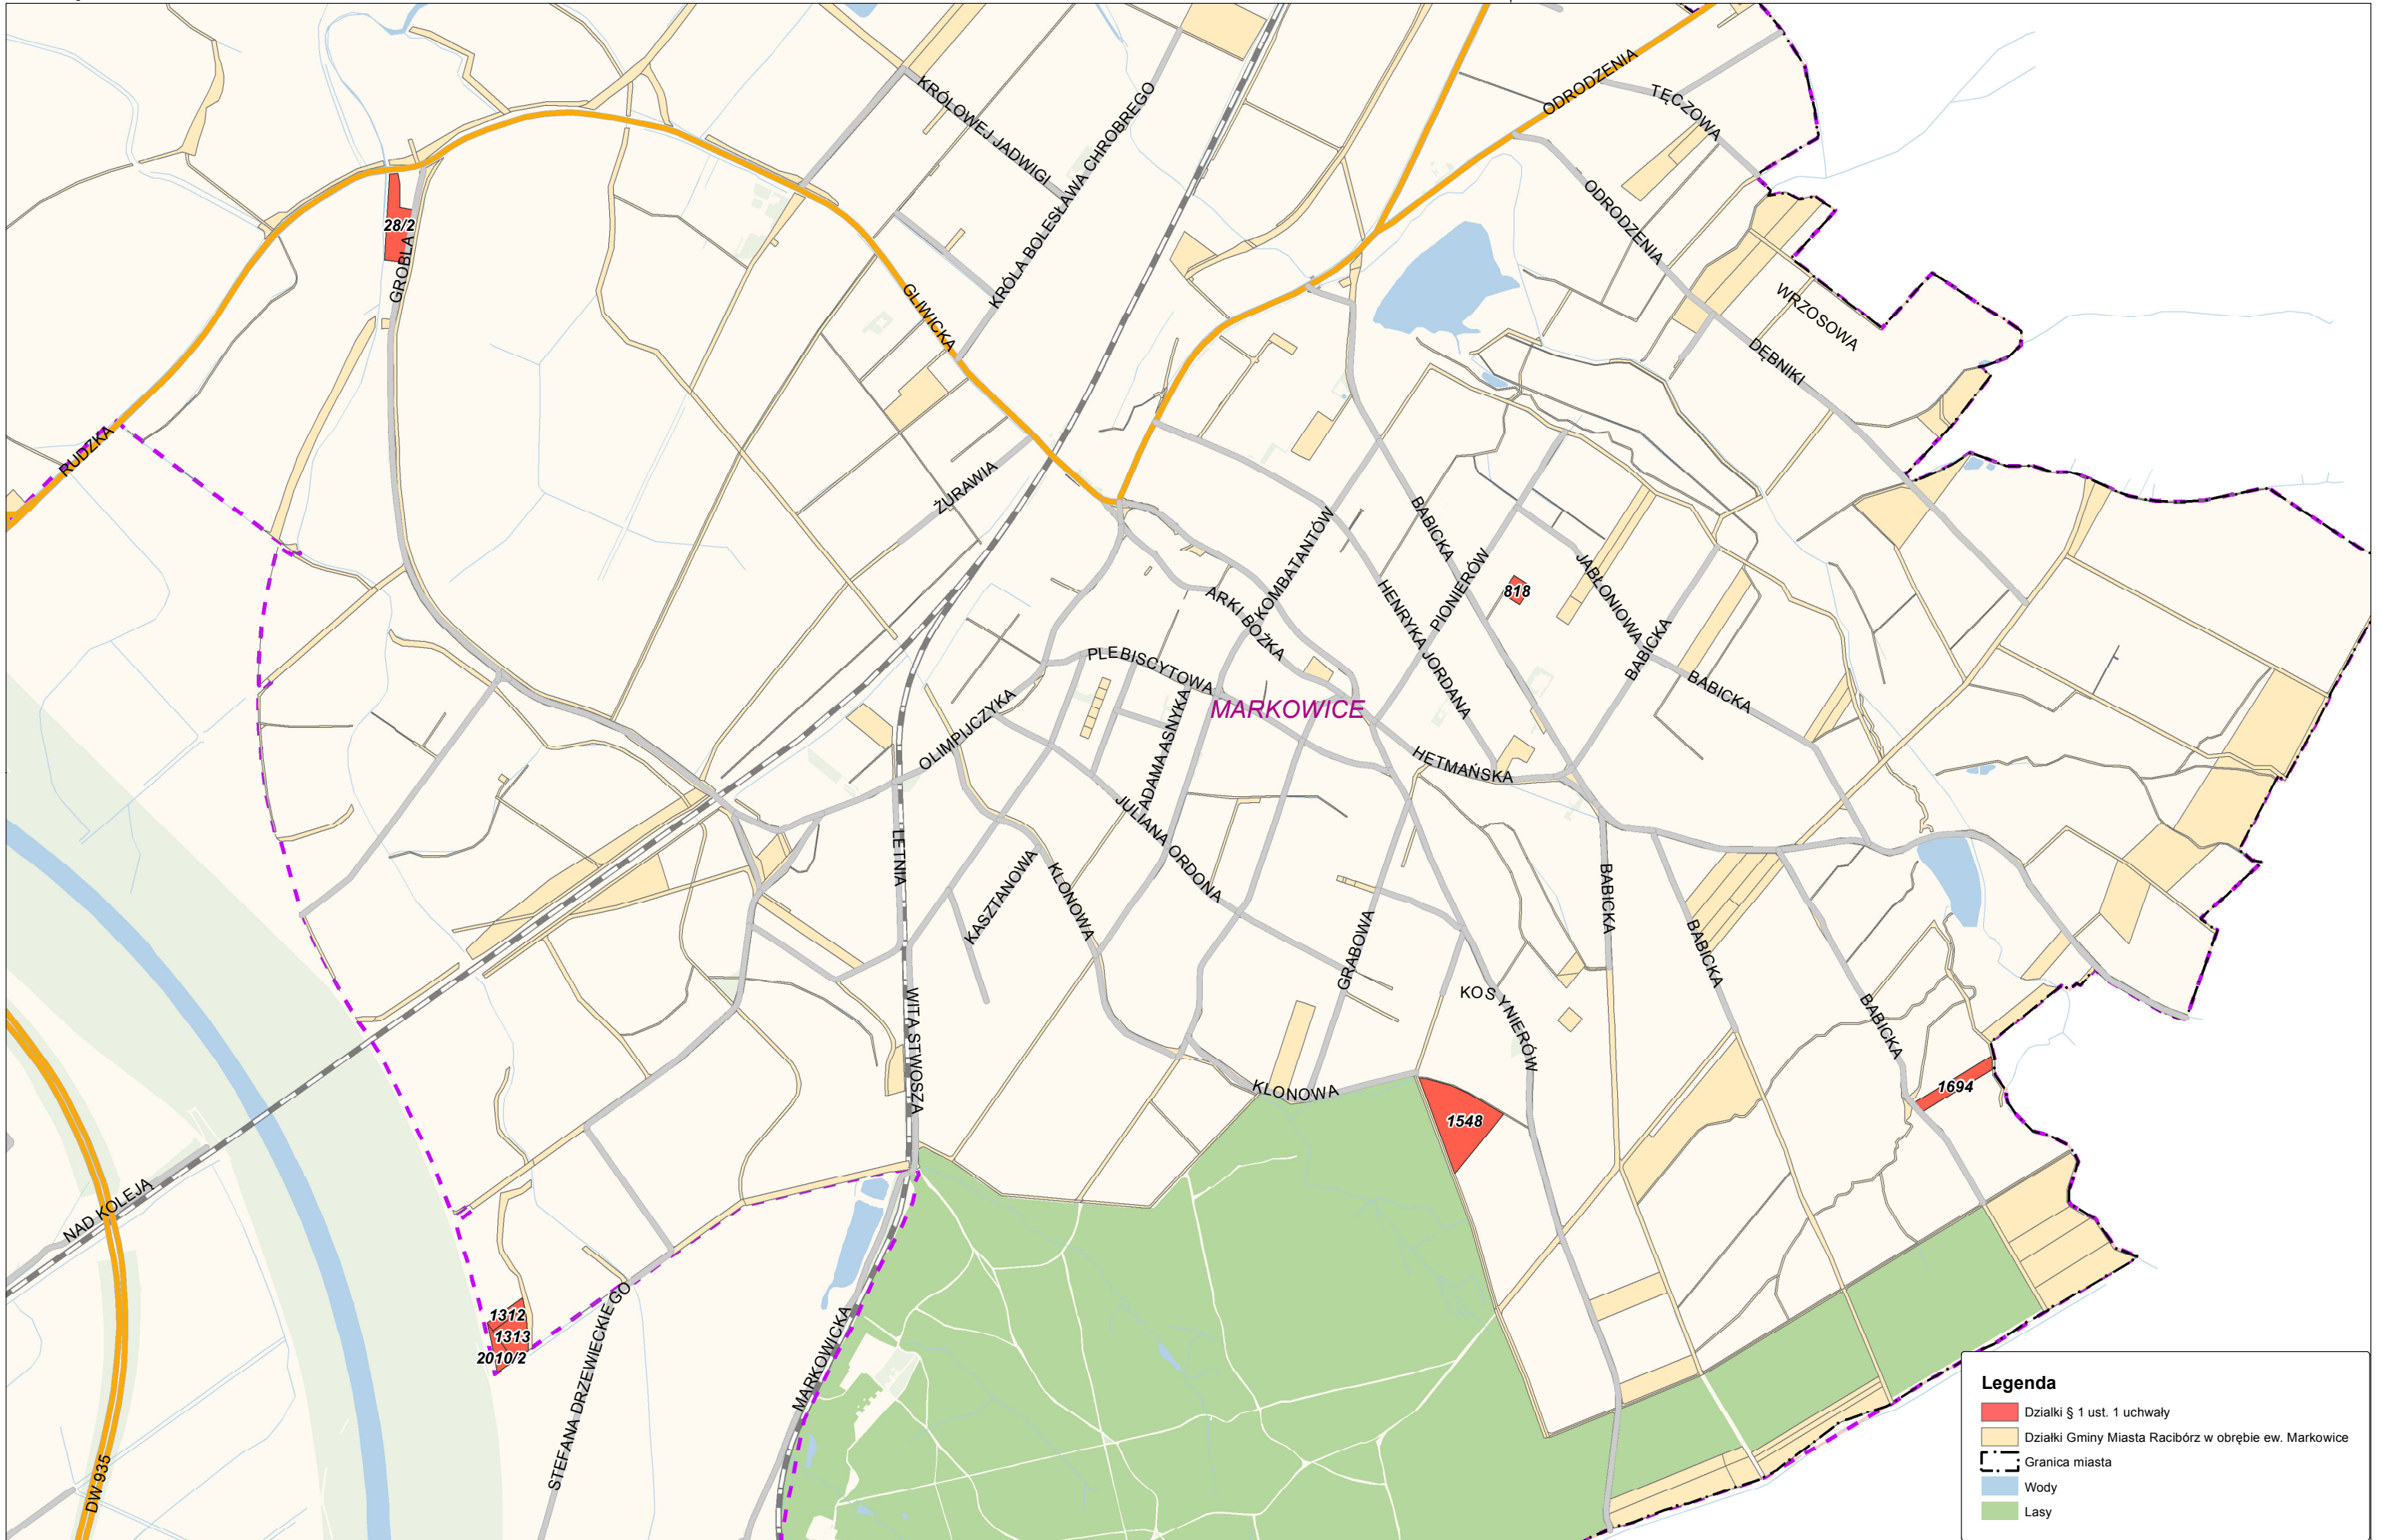 ODRODZENIA
TĘCZOWA
KRÓLOWEJ JADWIGI
KRÓLA BOLESŁAWA CHROBREGO
28/2
GROBLA
ODRODZENIA
GLIWICKA
WRZOSOWA
DĘBNIKI
RUDZKA
ŻURAWIA
BABICKA
KOMBATANTÓW
PIONIERÓW
JABŁONIOWA
818
ARKI BOŻKA
HENRYKA JORDANA
BABICKA
PLEBISCYTOWA
BABICKA
MARKOWICE
ADAMA ASNYKA
OLIMPIJCZYKA
HETMAŃSKA
JULIANA ORDONA
LETNIA
KASZTANOWA
KLONOWA
BABICKA
GRABOWA
BABICKA
KOSYNIERÓW
WITA STWOSZA
BABICKA
KLONOWA
1694
1548
NAD KOLEJĄ
1312
1313
2010/2
STEFANA DRZEWIECKIEGO
MARKOWICKA
DW 935
Legenda
Dzialki § 1 ust. 1 uchwały
Działki Gminy Miasta Racibórz w obrębie ew. Markowice
Granica miasta
Wody
Lasy